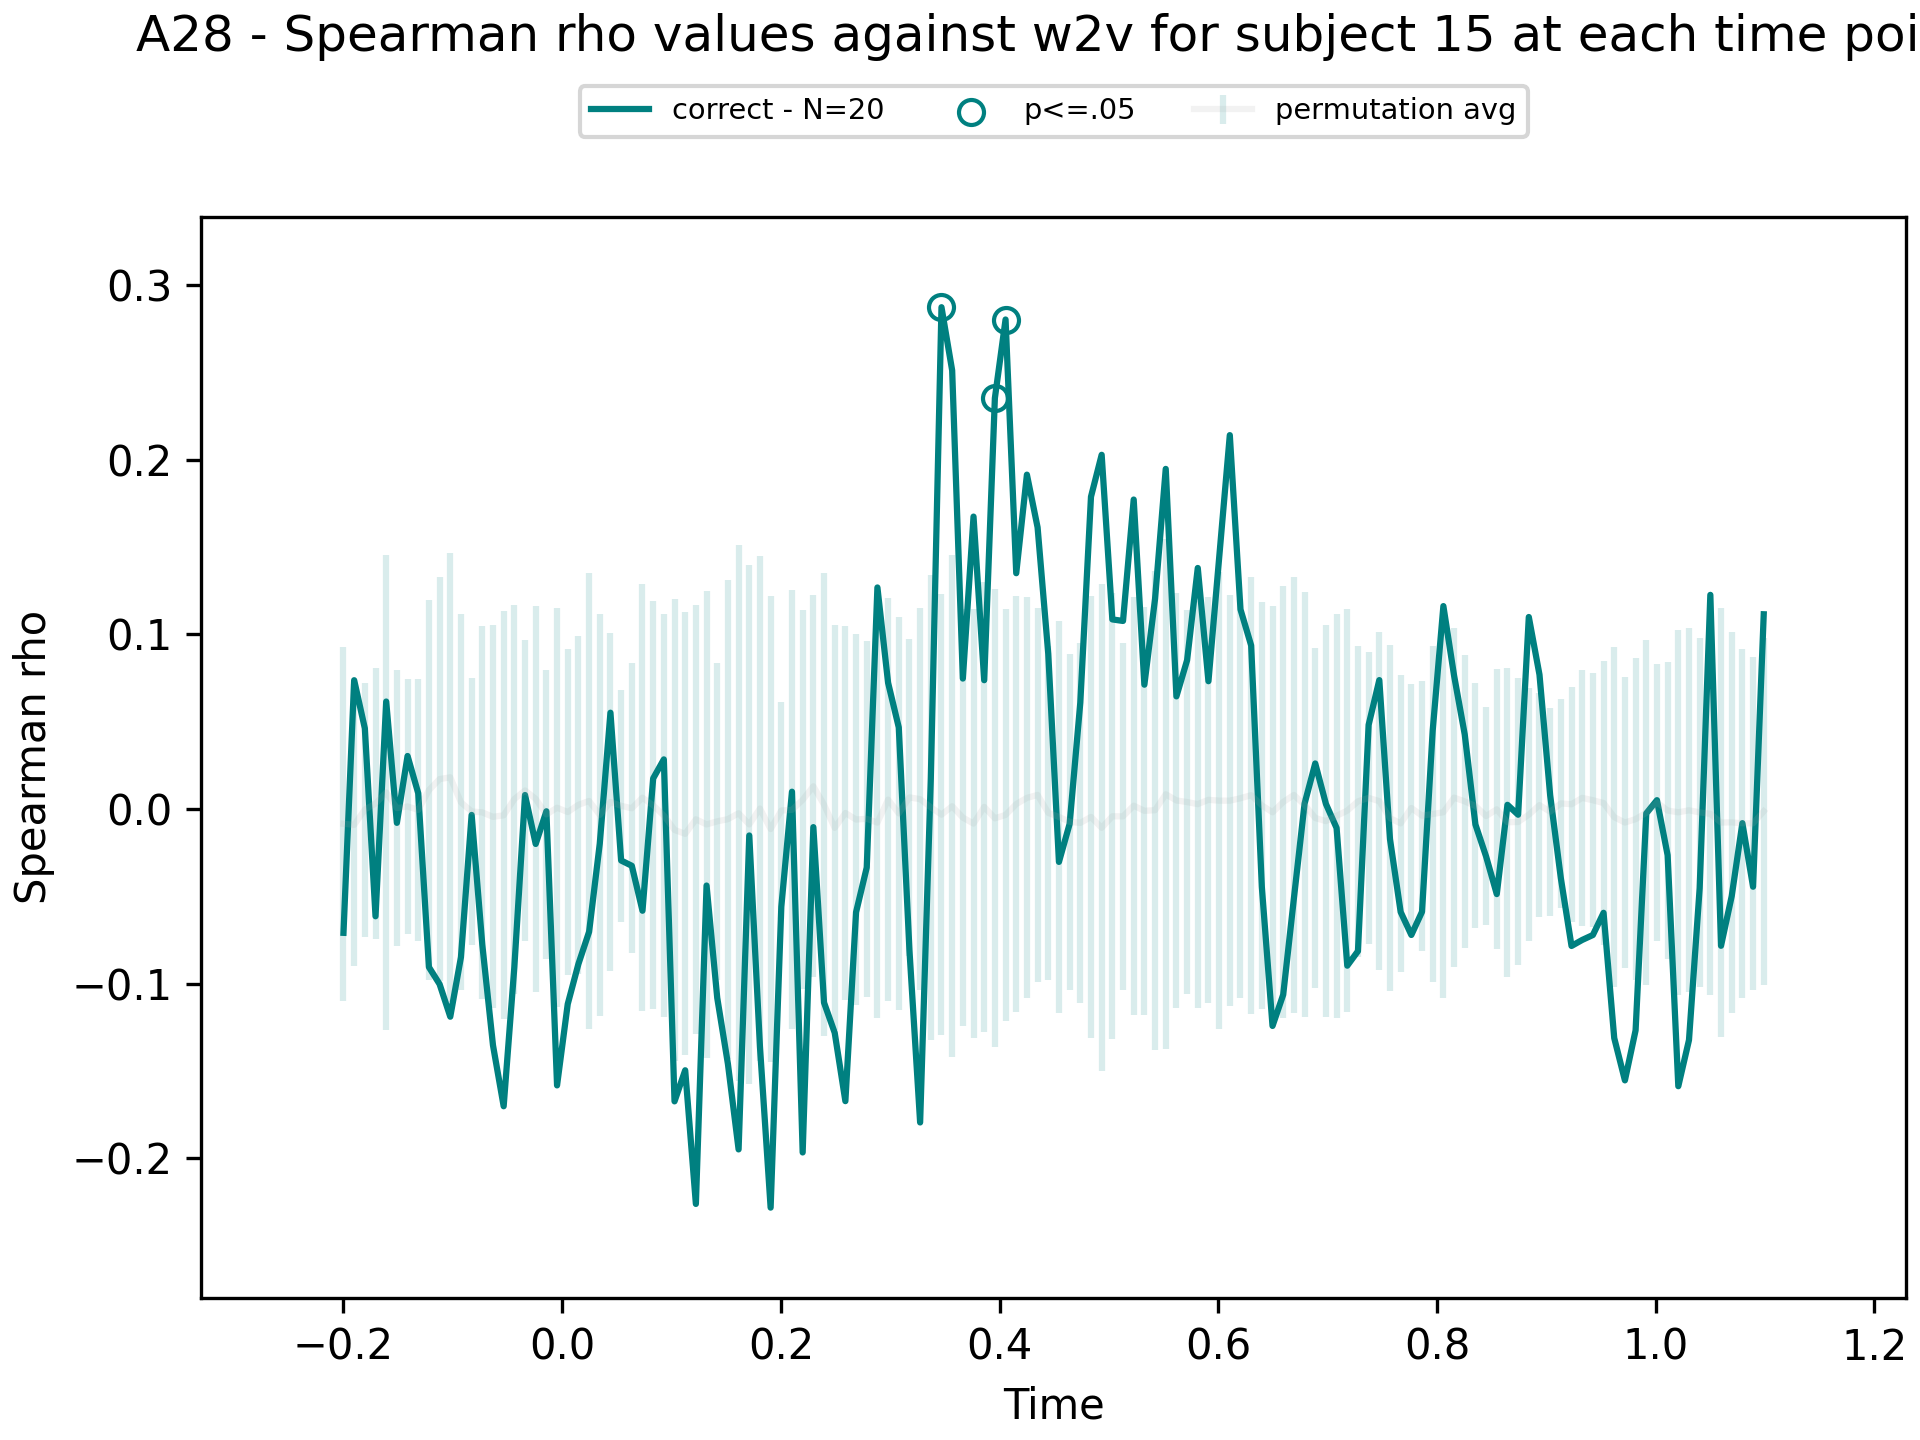 A28 - Spearman rho values against w2v for subject 15 at each time poi
correct - N=20
p<=.05
permutation avg
0.3
0.2
0.1
0.0
−0.1
−0.2
Spearman rho
−0.2 0.0 0.2 0.4 0.6 0.8 1.0 1.2
Time